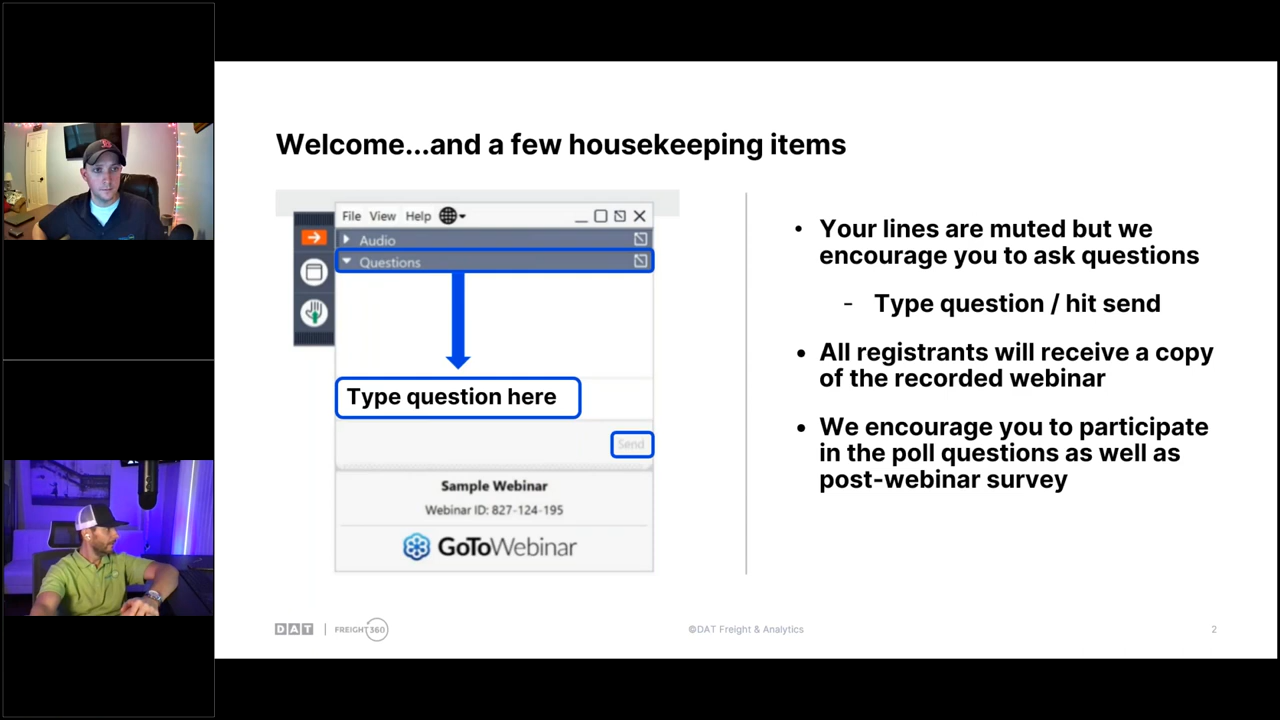 Welcome...and a few housekeeping items
File View Help
Audio
Questions
Type question here
Send
Sample Webinar
Webinar ID: 827-124-195
GoToWebinar
• Your lines are muted but we
encourage you to ask questions
- Type question / hit send
• All registrants will receive a copy
of the recorded webinar
• We encourage you to participate
in the poll questions as well as
post-webinar survey
DAT | FREIGHT 360
©DAT Freight & Analytics
2